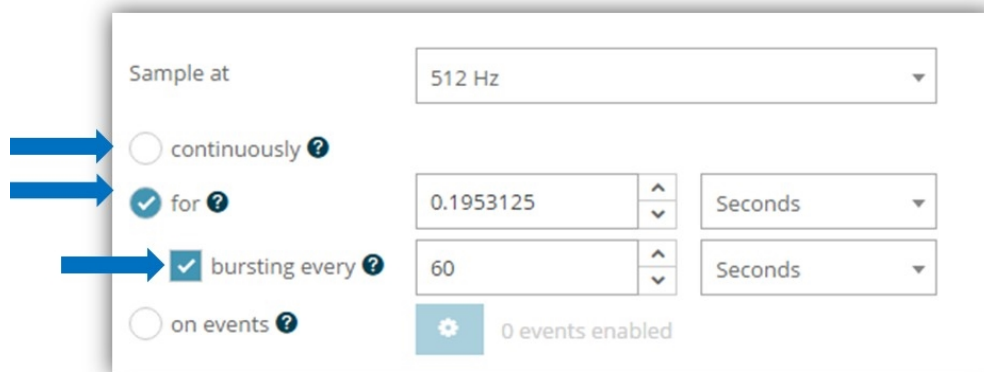 Sample at 512 Hz
continuously ?
for ? 0.1953125 Seconds
bursting every ? 60 Seconds
on events ? 0 events enabled